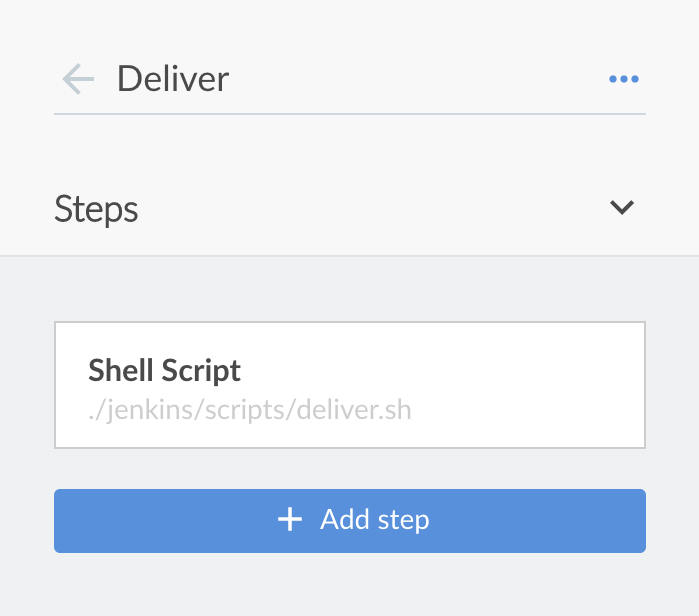 Deliver
Steps
Shell Script
./jenkins/scripts/deliver.sh
Add step